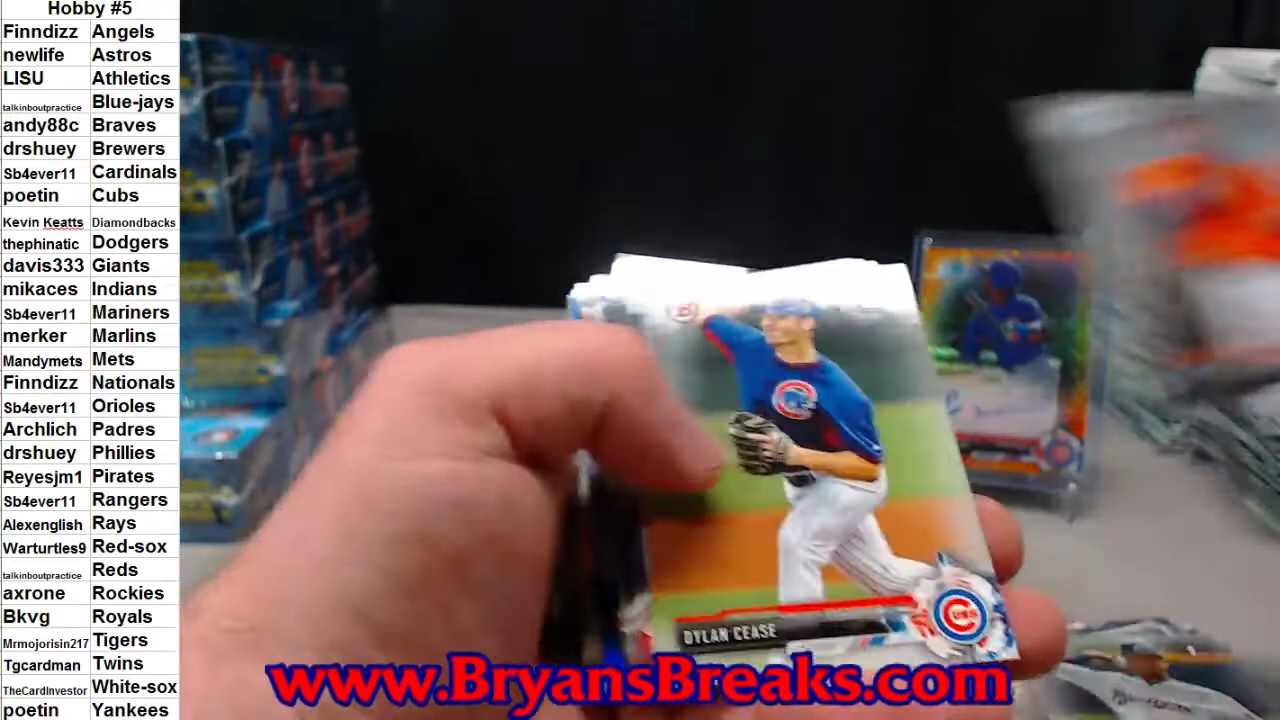 Hobby #5
Finndizz Angels
newlife Astros
LISU Athletics
talkinboutpractice Blue-jays
andy88c Braves
drshuey Brewers
Sb4ever11 Cardinals
poetin Cubs
Kevin Keatts Diamondbacks
thephinatic Dodgers
davis333 Giants
mikaces Indians
Sb4ever11 Mariners
merker Marlins
Mandymets Mets
Finndizz Nationals
Sb4ever11 Orioles
Archlich Padres
drshuey Phillies
Reyesjm1 Pirates
Sb4ever11 Rangers
Alexenglish Rays
Warturtles9 Red-sox
talkinboutpractice Reds
axrone Rockies
Bkvg Royals
Mrmojorisin217 Tigers
Tgcardman Twins
TheCardInvestor White-sox
poetin Yankees
DYLAN CEASE
CUBS
www.BryansBreaks.com